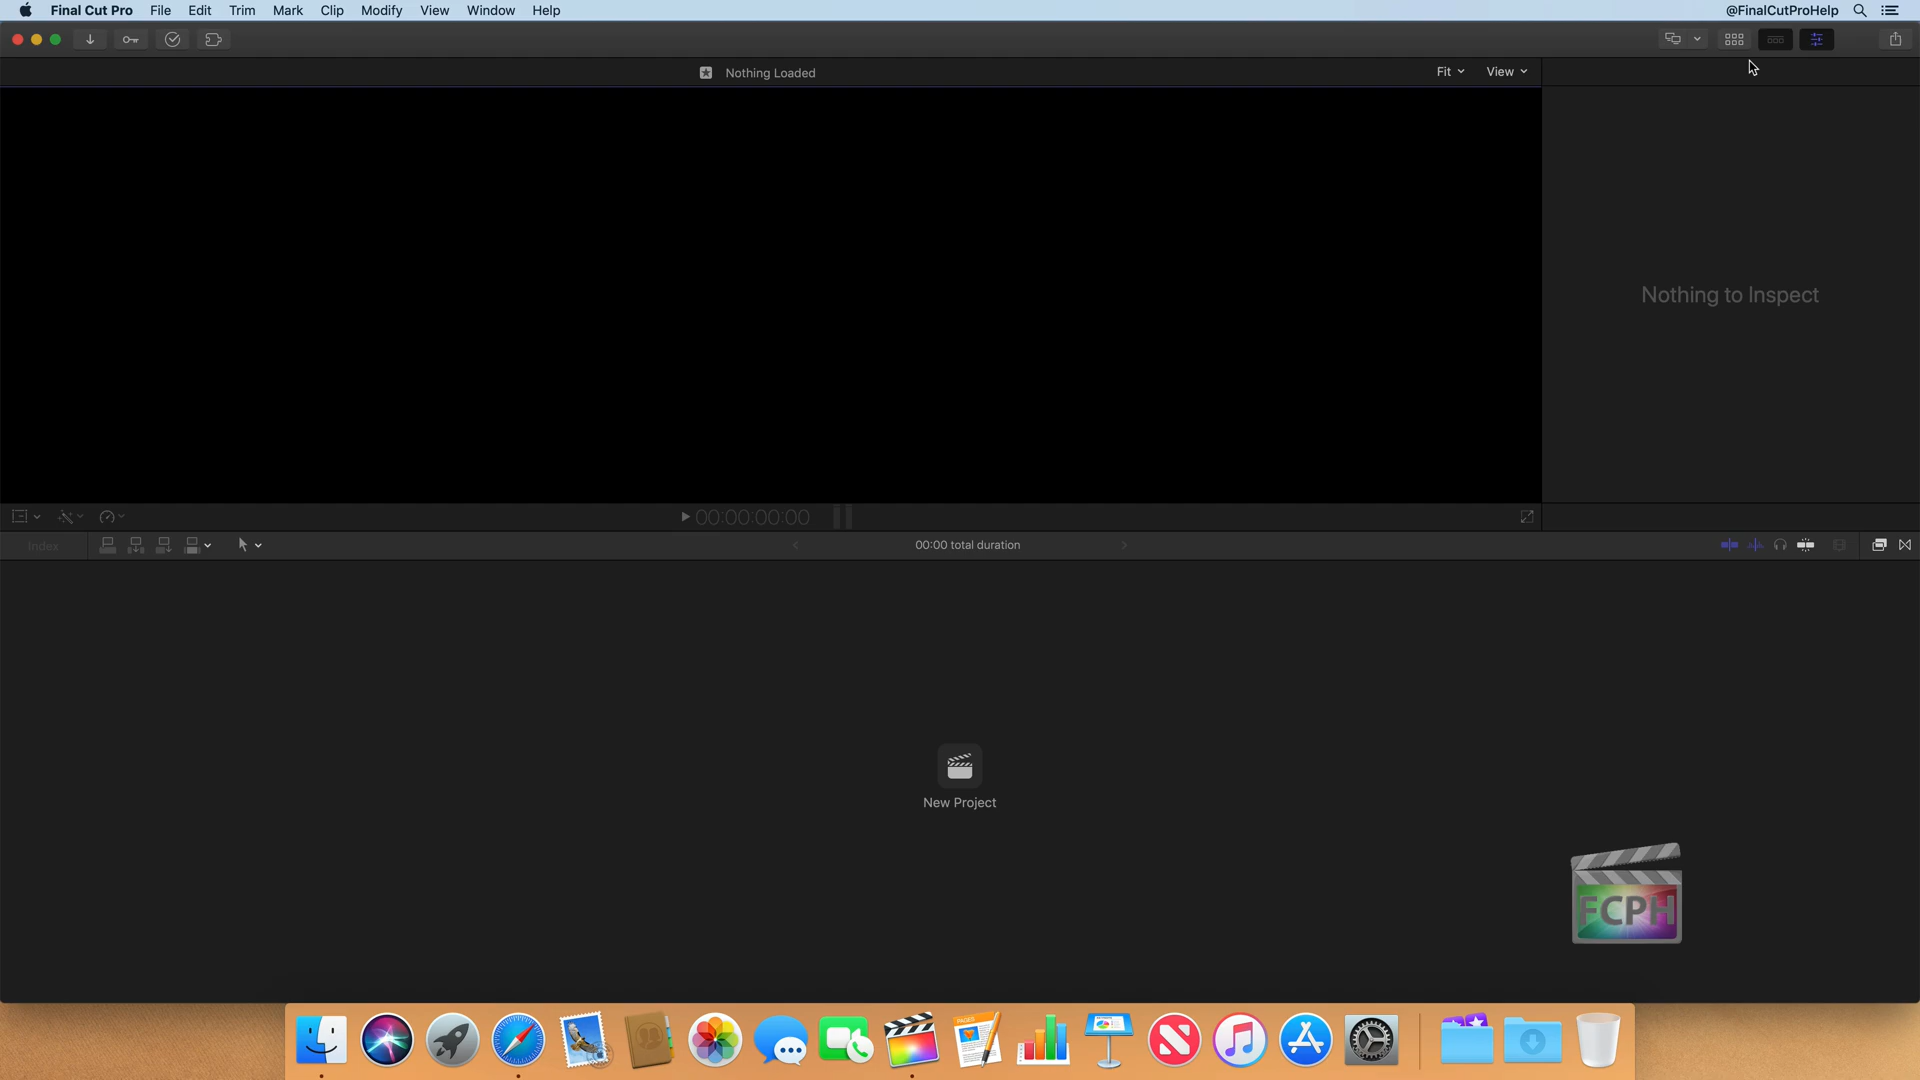 Final Cut Pro File Edit Trim Mark Clip Modify View Window Help @FinalCutProHelp
Nothing Loaded Fit View
Nothing to Inspect
00:00:00:00
Index 00:00 total duration
New Project
FCPH
PAGES